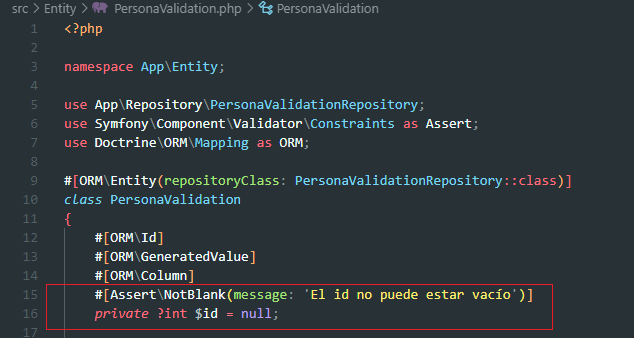 src > Entity > PersonaValidation.php > PersonaValidation
1 <?php
2
3 namespace App\Entity;
4
5 use App\Repository\PersonaValidationRepository;
6 use Symfony\Component\Validator\Constraints as Assert;
7 use Doctrine\ORM\Mapping as ORM;
8
9 #[ORM\Entity(repositoryClass: PersonaValidationRepository::class)]
10 class PersonaValidation
11 {
12 #[ORM\Id]
13 #[ORM\GeneratedValue]
14 #[ORM\Column]
15 #[Assert\NotBlank(message: 'El id no puede estar vacío')]
16 private ?int $id = null;
17